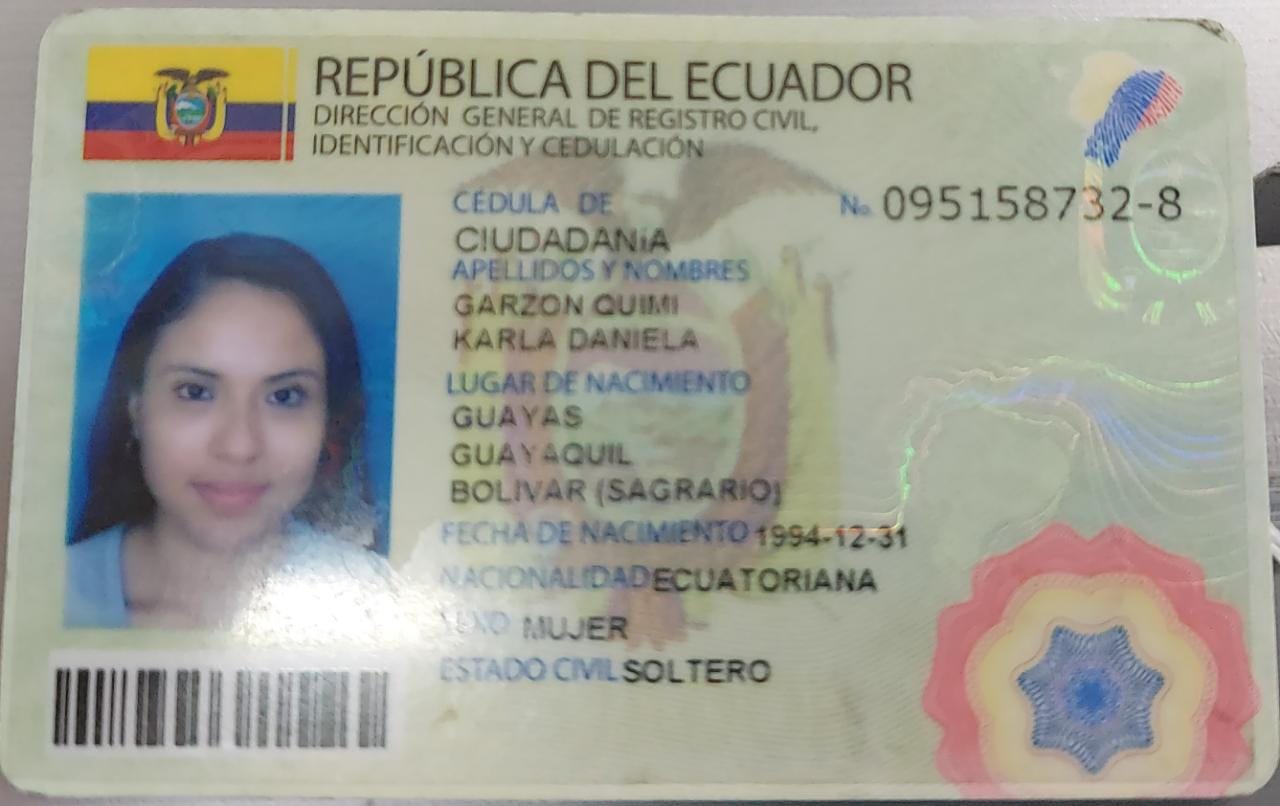 REPÚBLICA DEL ECUADOR
DIRECCIÓN GENERAL DE REGISTRO CIVIL,
IDENTIFICACIÓN Y CEDULACIÓN
CÉDULA DE No. 095158732-8
CIUDADANíA
APELLIDOS Y NOMBRES
GARZON QUIMI
KARLA DANIELA
LUGAR DE NACIMIENTO
GUAYAS
GUAYAQUIL
BOLIVAR (SAGRARIO)
FECHA DE NACIMIENTO 1994-12-31
NACIONALIDAD ECUATORIANA
MUJER
ESTADO CIVIL SOLTERO